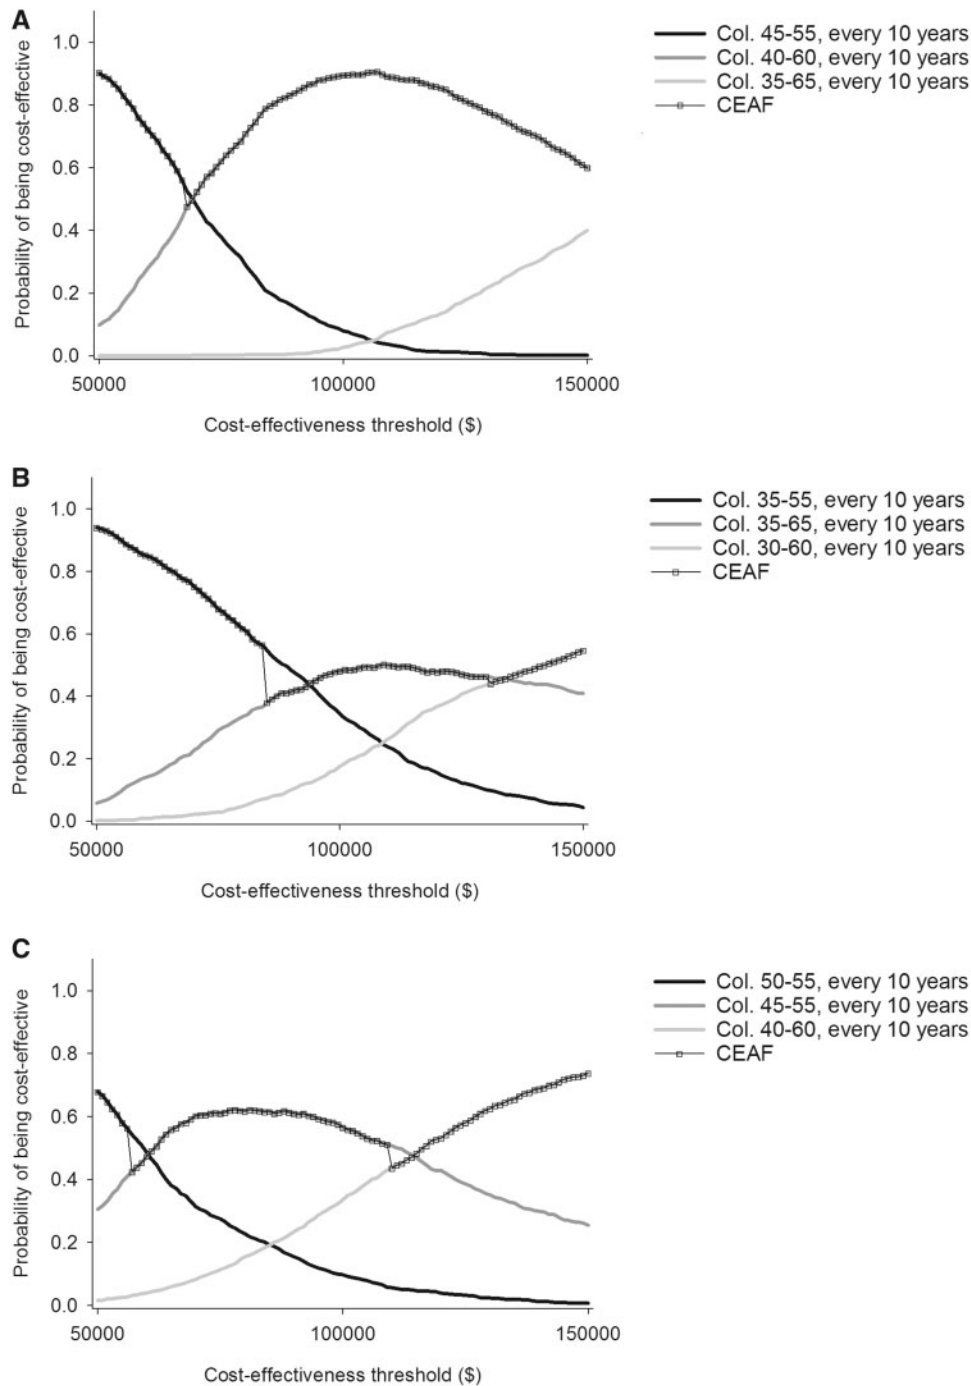 A
Probability of being cost-effective
1.0
0.8
0.6
0.4
0.2
0.0
50000 100000 150000
Cost-effectiveness threshold ($)
Col. 45-55, every 10 years
Col. 40-60, every 10 years
Col. 35-65, every 10 years
CEAF
B
Probability of being cost-effective
1.0
0.8
0.6
0.4
0.2
0.0
50000 100000 150000
Cost-effectiveness threshold ($)
Col. 35-55, every 10 years
Col. 35-65, every 10 years
Col. 30-60, every 10 years
CEAF
C
Probability of being cost-effective
1.0
0.8
0.6
0.4
0.2
0.0
50000 100000 150000
Cost-effectiveness threshold ($)
Col. 50-55, every 10 years
Col. 45-55, every 10 years
Col. 40-60, every 10 years
CEAF